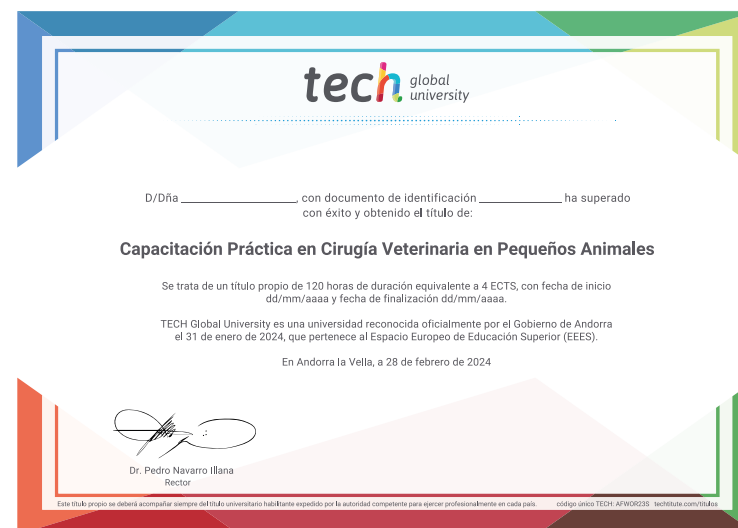 tech global university
D/Dña ____________________, con documento de identificación ______________ ha superado
con éxito y obtenido el título de:
Capacitación Práctica en Cirugía Veterinaria en Pequeños Animales
Se trata de un título propio de 120 horas de duración equivalente a 4 ECTS, con fecha de inicio
dd/mm/aaaa y fecha de finalización dd/mm/aaaa.
TECH Global University es una universidad reconocida oficialmente por el Gobierno de Andorra
el 31 de enero de 2024, que pertenece al Espacio Europeo de Educación Superior (EEES).
En Andorra la Vella, a 28 de febrero de 2024
Dr. Pedro Navarro Illana
Rector
Este título propio se deberá acompañar siempre del título universitario habilitante expedido por la autoridad competente para ejercer profesionalmente en cada país. código único TECH: AFWOR23S techtitute.com/titulos